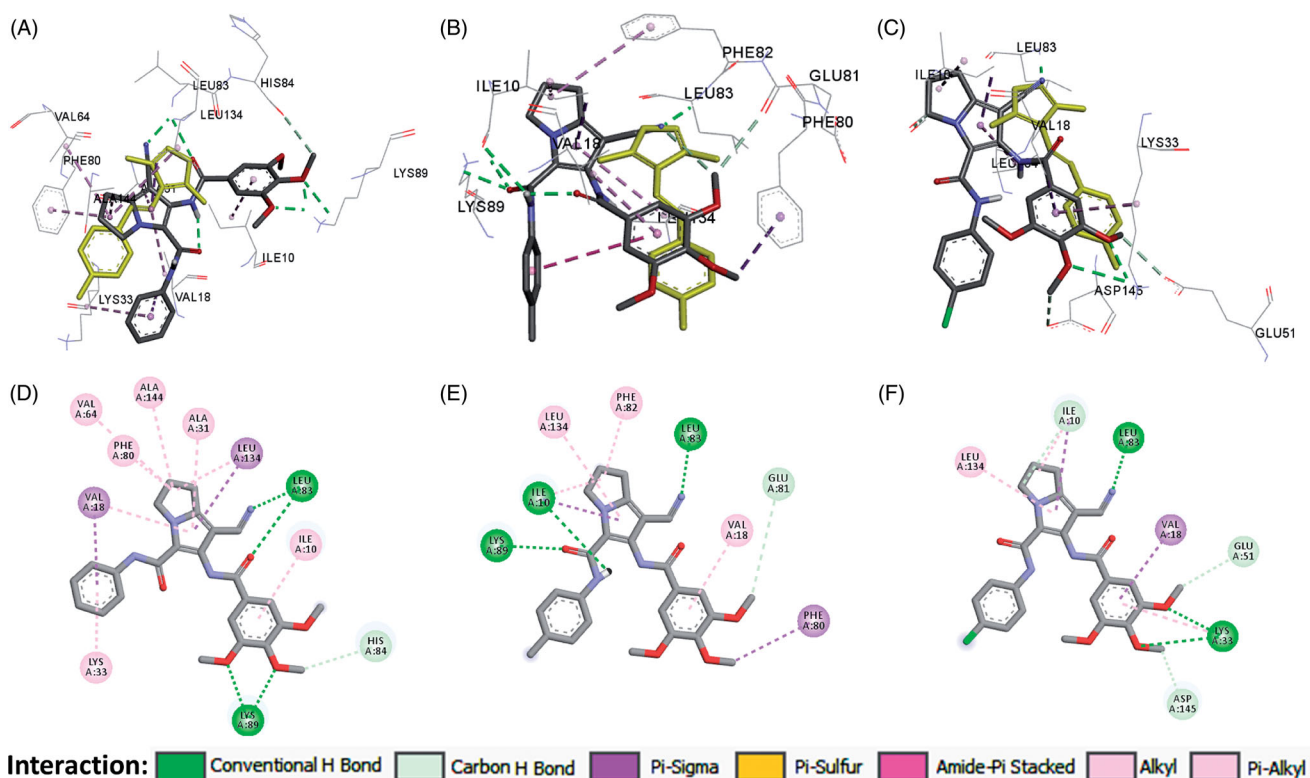 (A)
LEU83
HIS84
LEU134
VAL64
PHE80
LYS89
ALA144
ILE10
LYS33
VAL18
(B)
PHE82
ILE10
GLU81
LEU83
PHE80
VAL18
LYS89
(C)
LEU83
ILE10
VAL18
LYS33
ASP145
GLU51
(D)
ALA
A:144
VAL
A:64
ALA
A:31
PHE
A:80
LEU
A:134
VAL
A:18
LEU
A:83
ILE
A:10
LYS
A:33
HIS
A:84
LYS
A:89
(E)
PHE
A:82
LEU
A:134
LEU
A:83
GLU
A:81
ILE
A:10
LYS
A:89
VAL
A:18
PHE
A:80
(F)
ILE
A:10
LEU
A:83
LEU
A:134
VAL
A:18
GLU
A:51
LYS
A:33
ASP
A:145
Interaction: Conventional H Bond Carbon H Bond Pi-Sigma Pi-Sulfur Amide-Pi Stacked Alkyl Pi-Alkyl